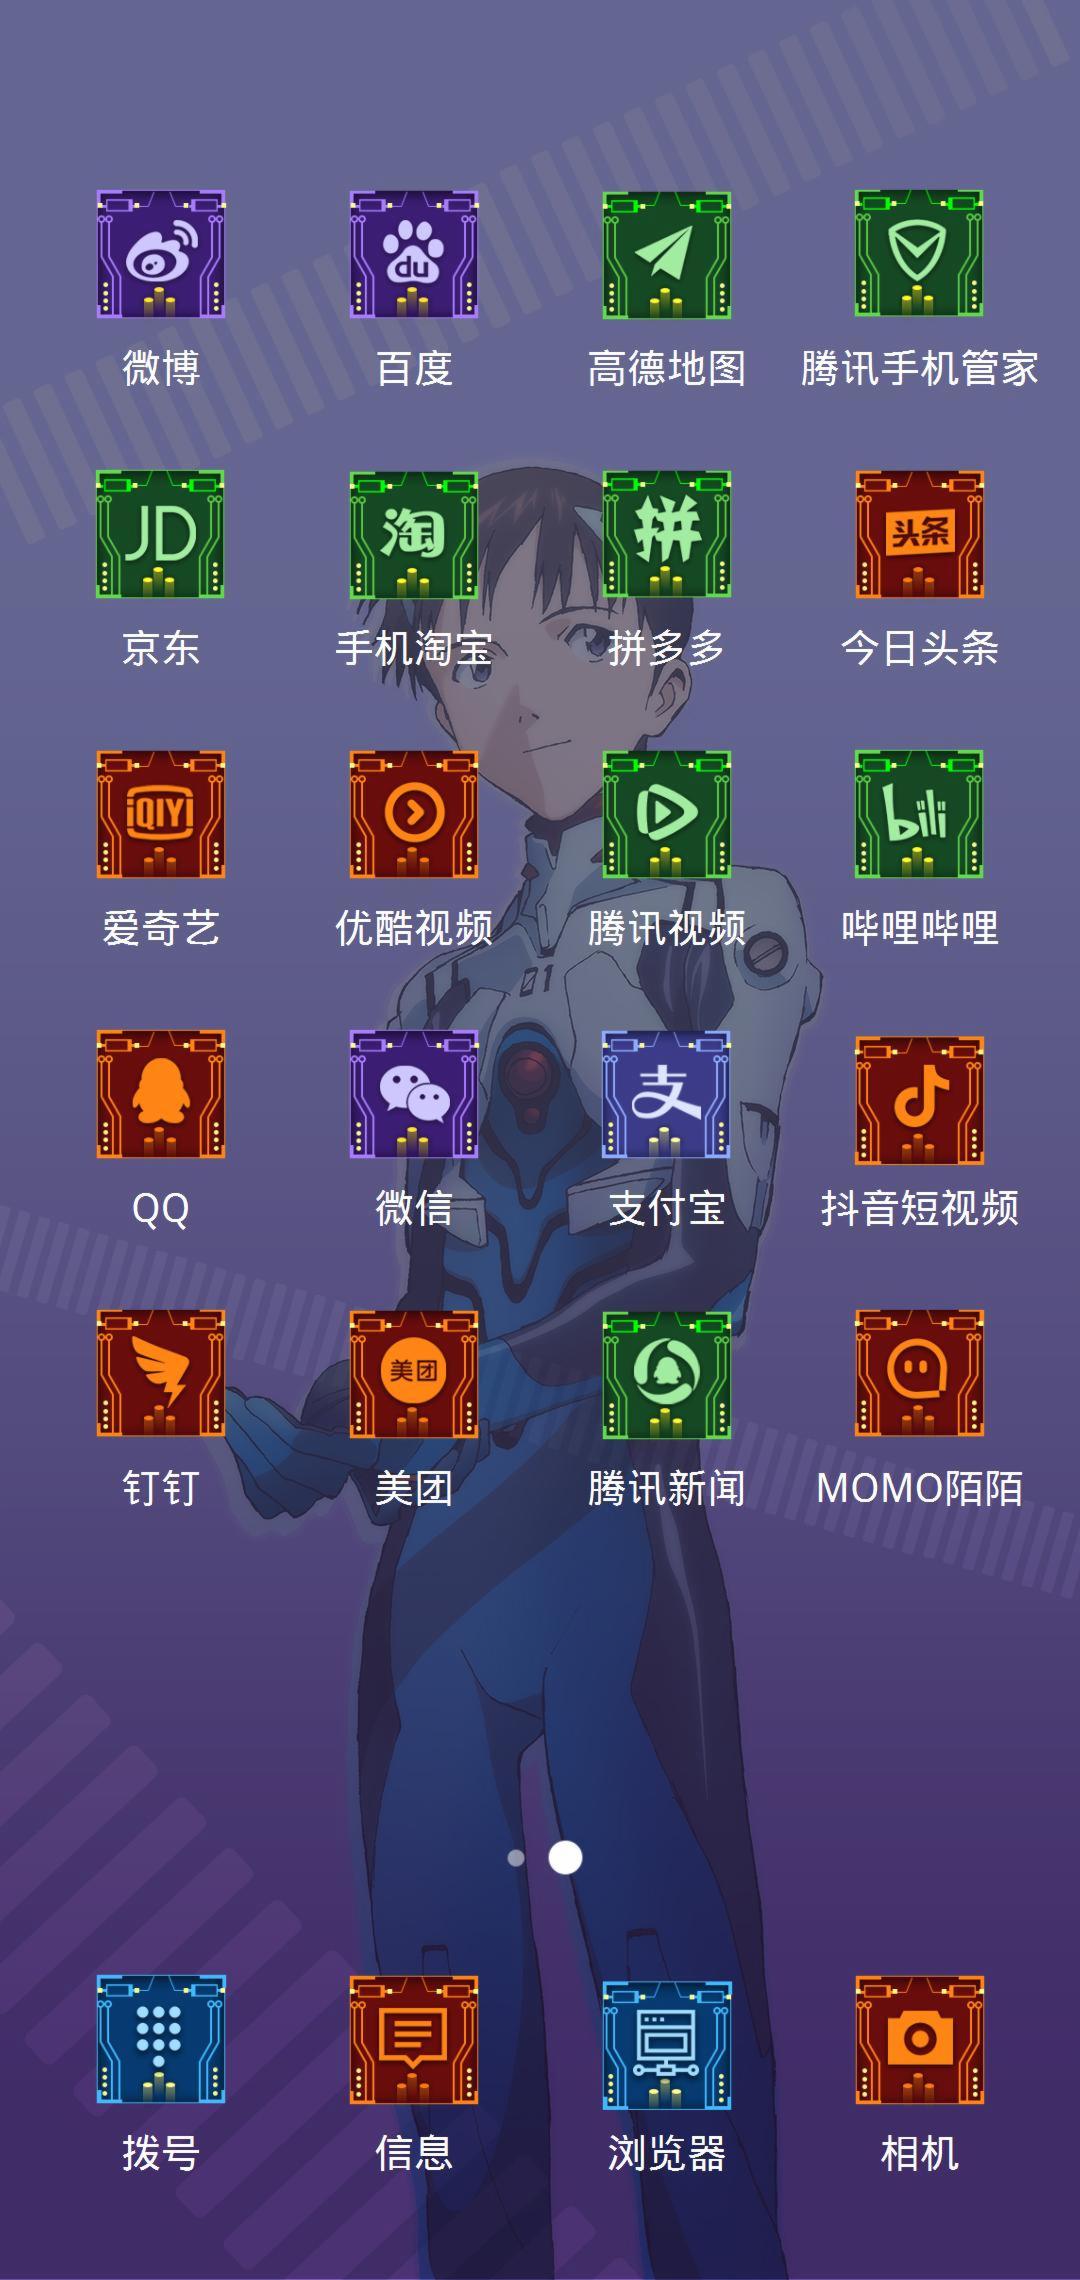 du
微博
百度
高德地图
腾讯手机管家
JD
淘
拼
头条
京东
手机淘宝
拼多多
今日头条
iQIYI
bili
爱奇艺
优酷视频
腾讯视频
哔哩哔哩
01
支
QQ
微信
支付宝
抖音短视频
美团
钉钉
美团
腾讯新闻
MOMO陌陌
拨号
信息
浏览器
相机